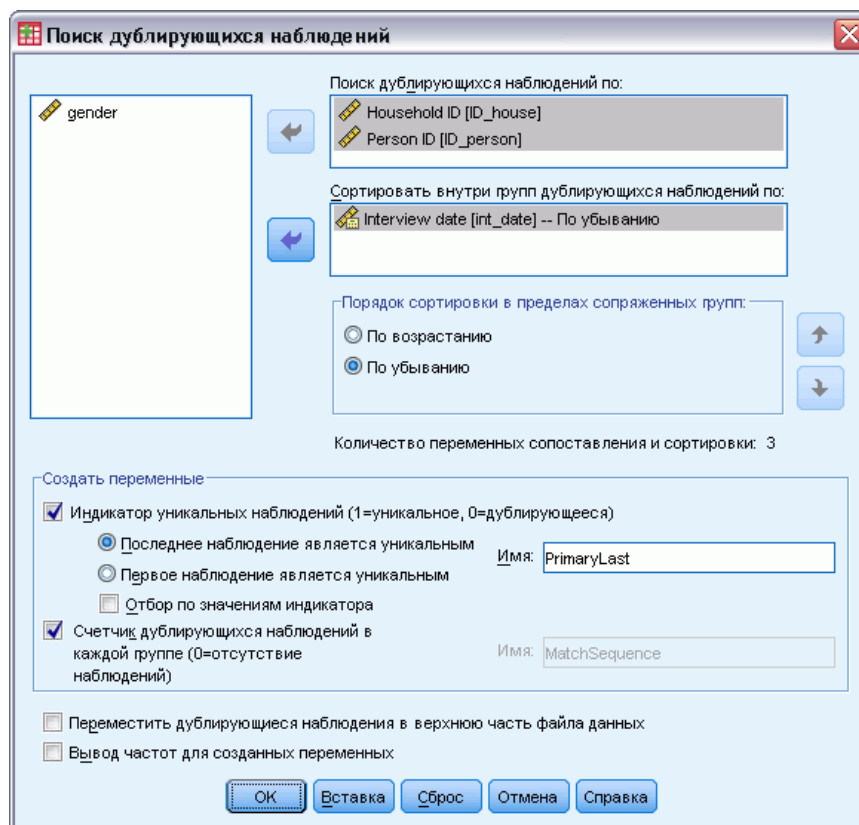 Поиск дублирующихся наблюдений
Поиск дублирующихся наблюдений по:
gender
Household ID [ID_house]
Person ID [ID_person]
Сортировать внутри групп дублирующихся наблюдений по:
Interview date [int_date] -- По убыванию
Порядок сортировки в пределах сопряженных групп:
По возрастанию
По убыванию
Количество переменных сопоставления и сортировки: 3
Создать переменные
Индикатор уникальных наблюдений (1=уникальное, 0=дублирующееся)
Последнее наблюдение является уникальным
Имя: PrimaryLast
Первое наблюдение является уникальным
Отбор по значениям индикатора
Счетчик дублирующихся наблюдений в
каждой группе (0=отсутствие
наблюдений)
Имя: MatchSequence
Переместить дублирующиеся наблюдения в верхнюю часть файла данных
Вывод частот для созданных переменных
OK Вставка Сброс Отмена Справка